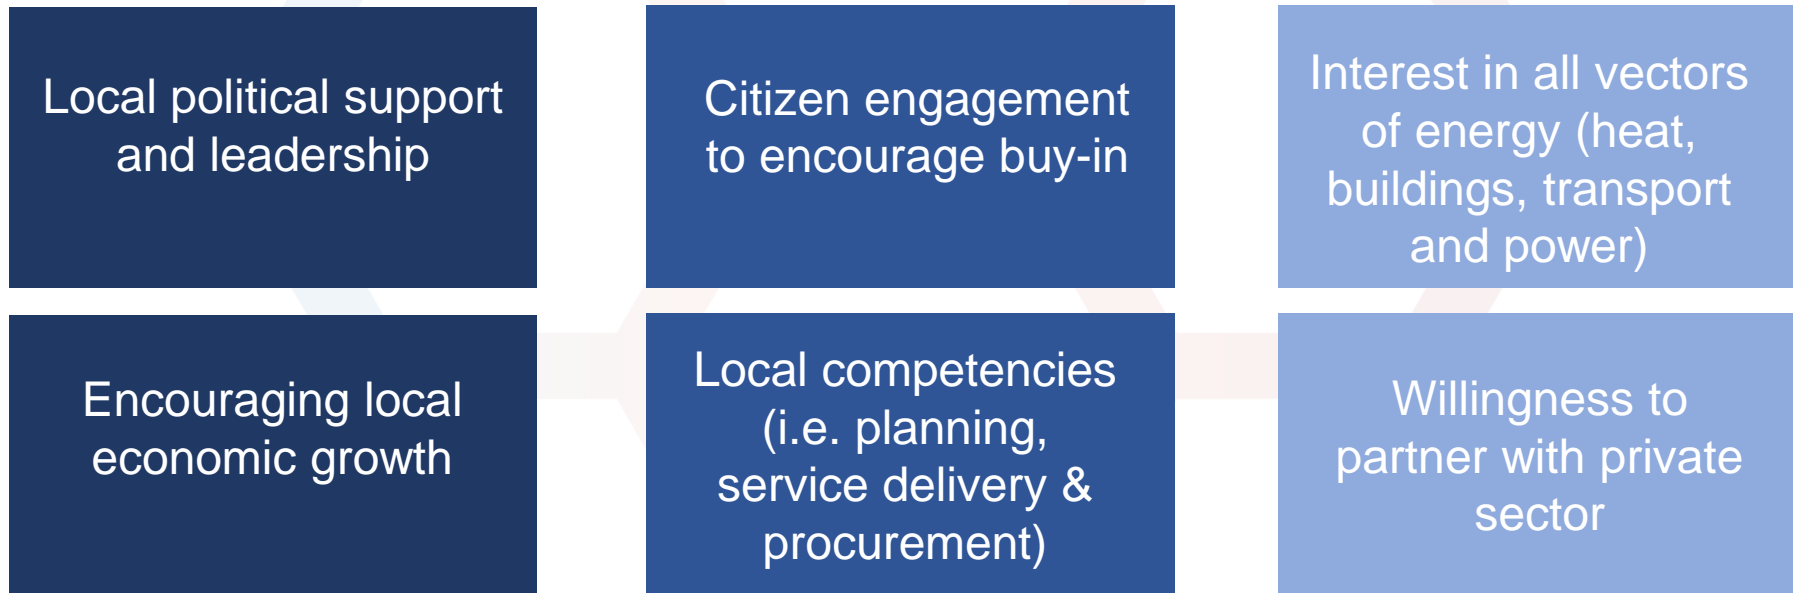 Local political support
and leadership
Citizen engagement
to encourage buy-in
Interest in all vectors
of energy (heat,
buildings, transport
and power)
Encouraging local
economic growth
Local competencies
(i.e. planning,
service delivery &
procurement)
Willingness to
partner with private
sector